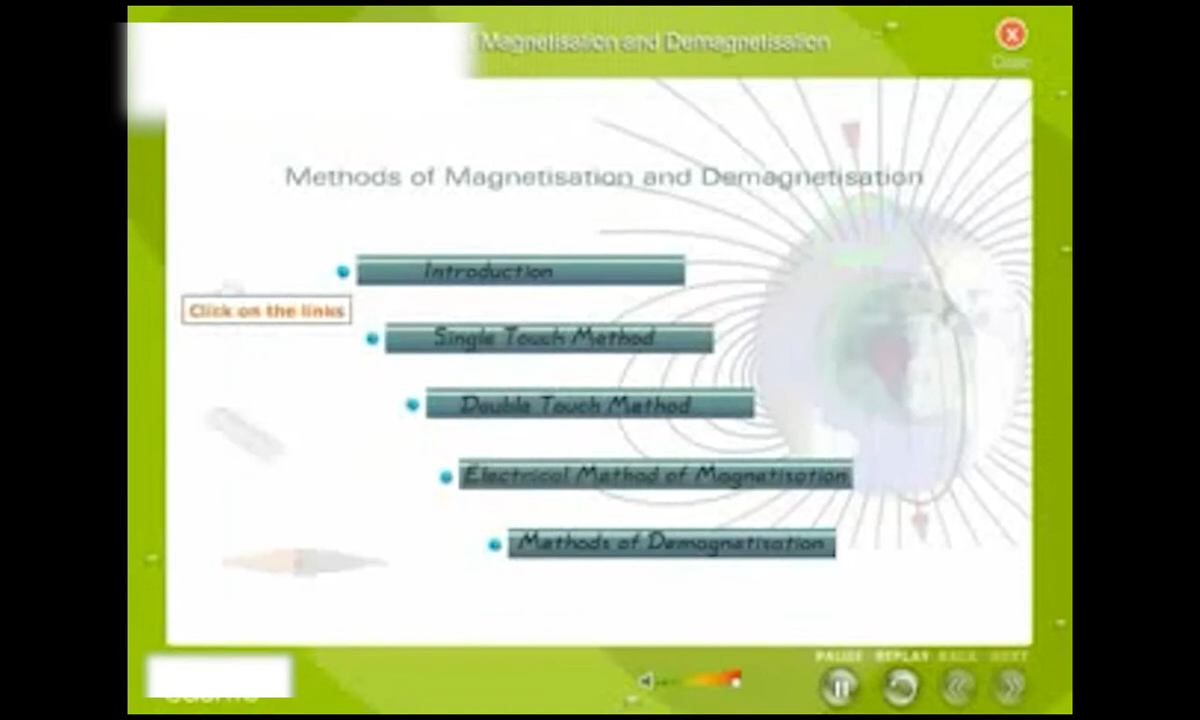 Magnetisation and Demagnetisation
Close
Methods of Magnetisation and Demagnetisation
Introduction
Click on the links
Single Touch Method
Double Touch Method
Electrical Method of Magnetisation
Methods of Demagnetisation
PAUSE REPLAY BACK NEXT